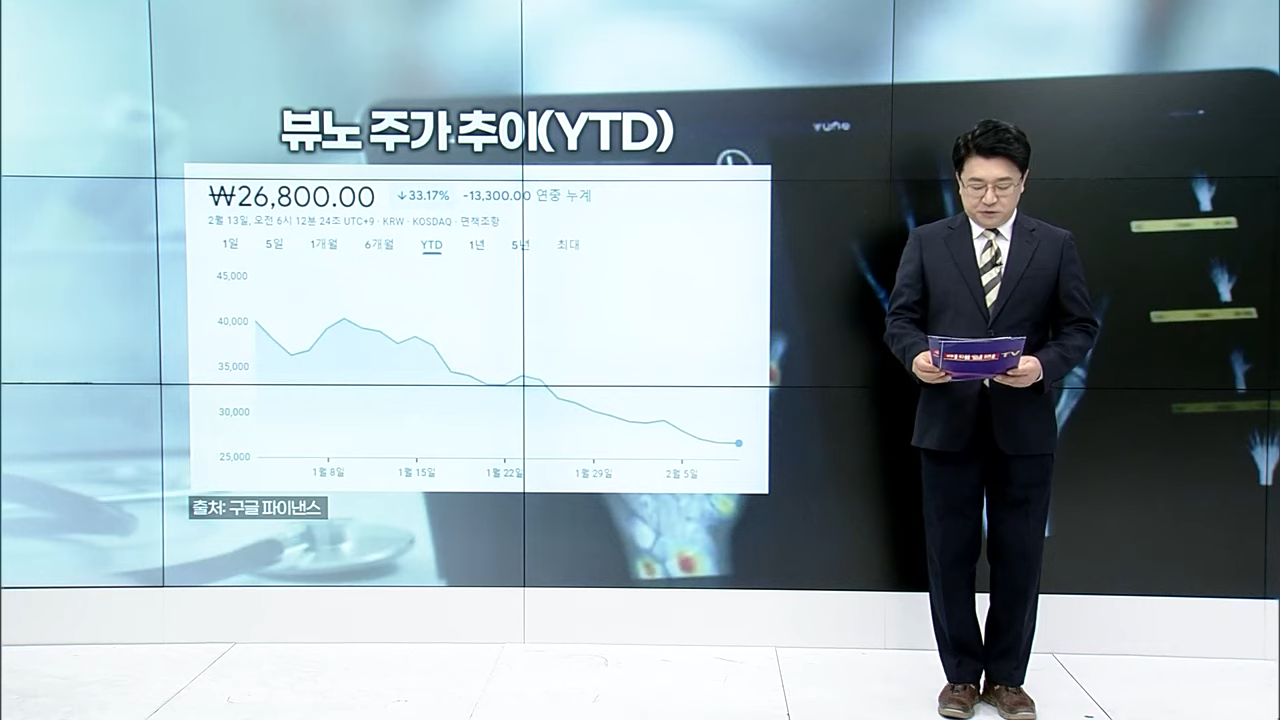 뷰노 주가 추이(YTD)
vuno
₩26,800.00 ↓33.17% -13,300.00 연중 누계
2월 13일, 오전 6시 12분 24초 UTC+9 · KRW · KOSDAQ · 면책조항
1일 5일 1개월 6개월 YTD 1년 5년 최대
45,000
40,000
35,000
30,000
25,000
1월 8일 1월 15일 1월 22일 1월 29일 2월 5일
출처: 구글 파이낸스
이데일리 TV